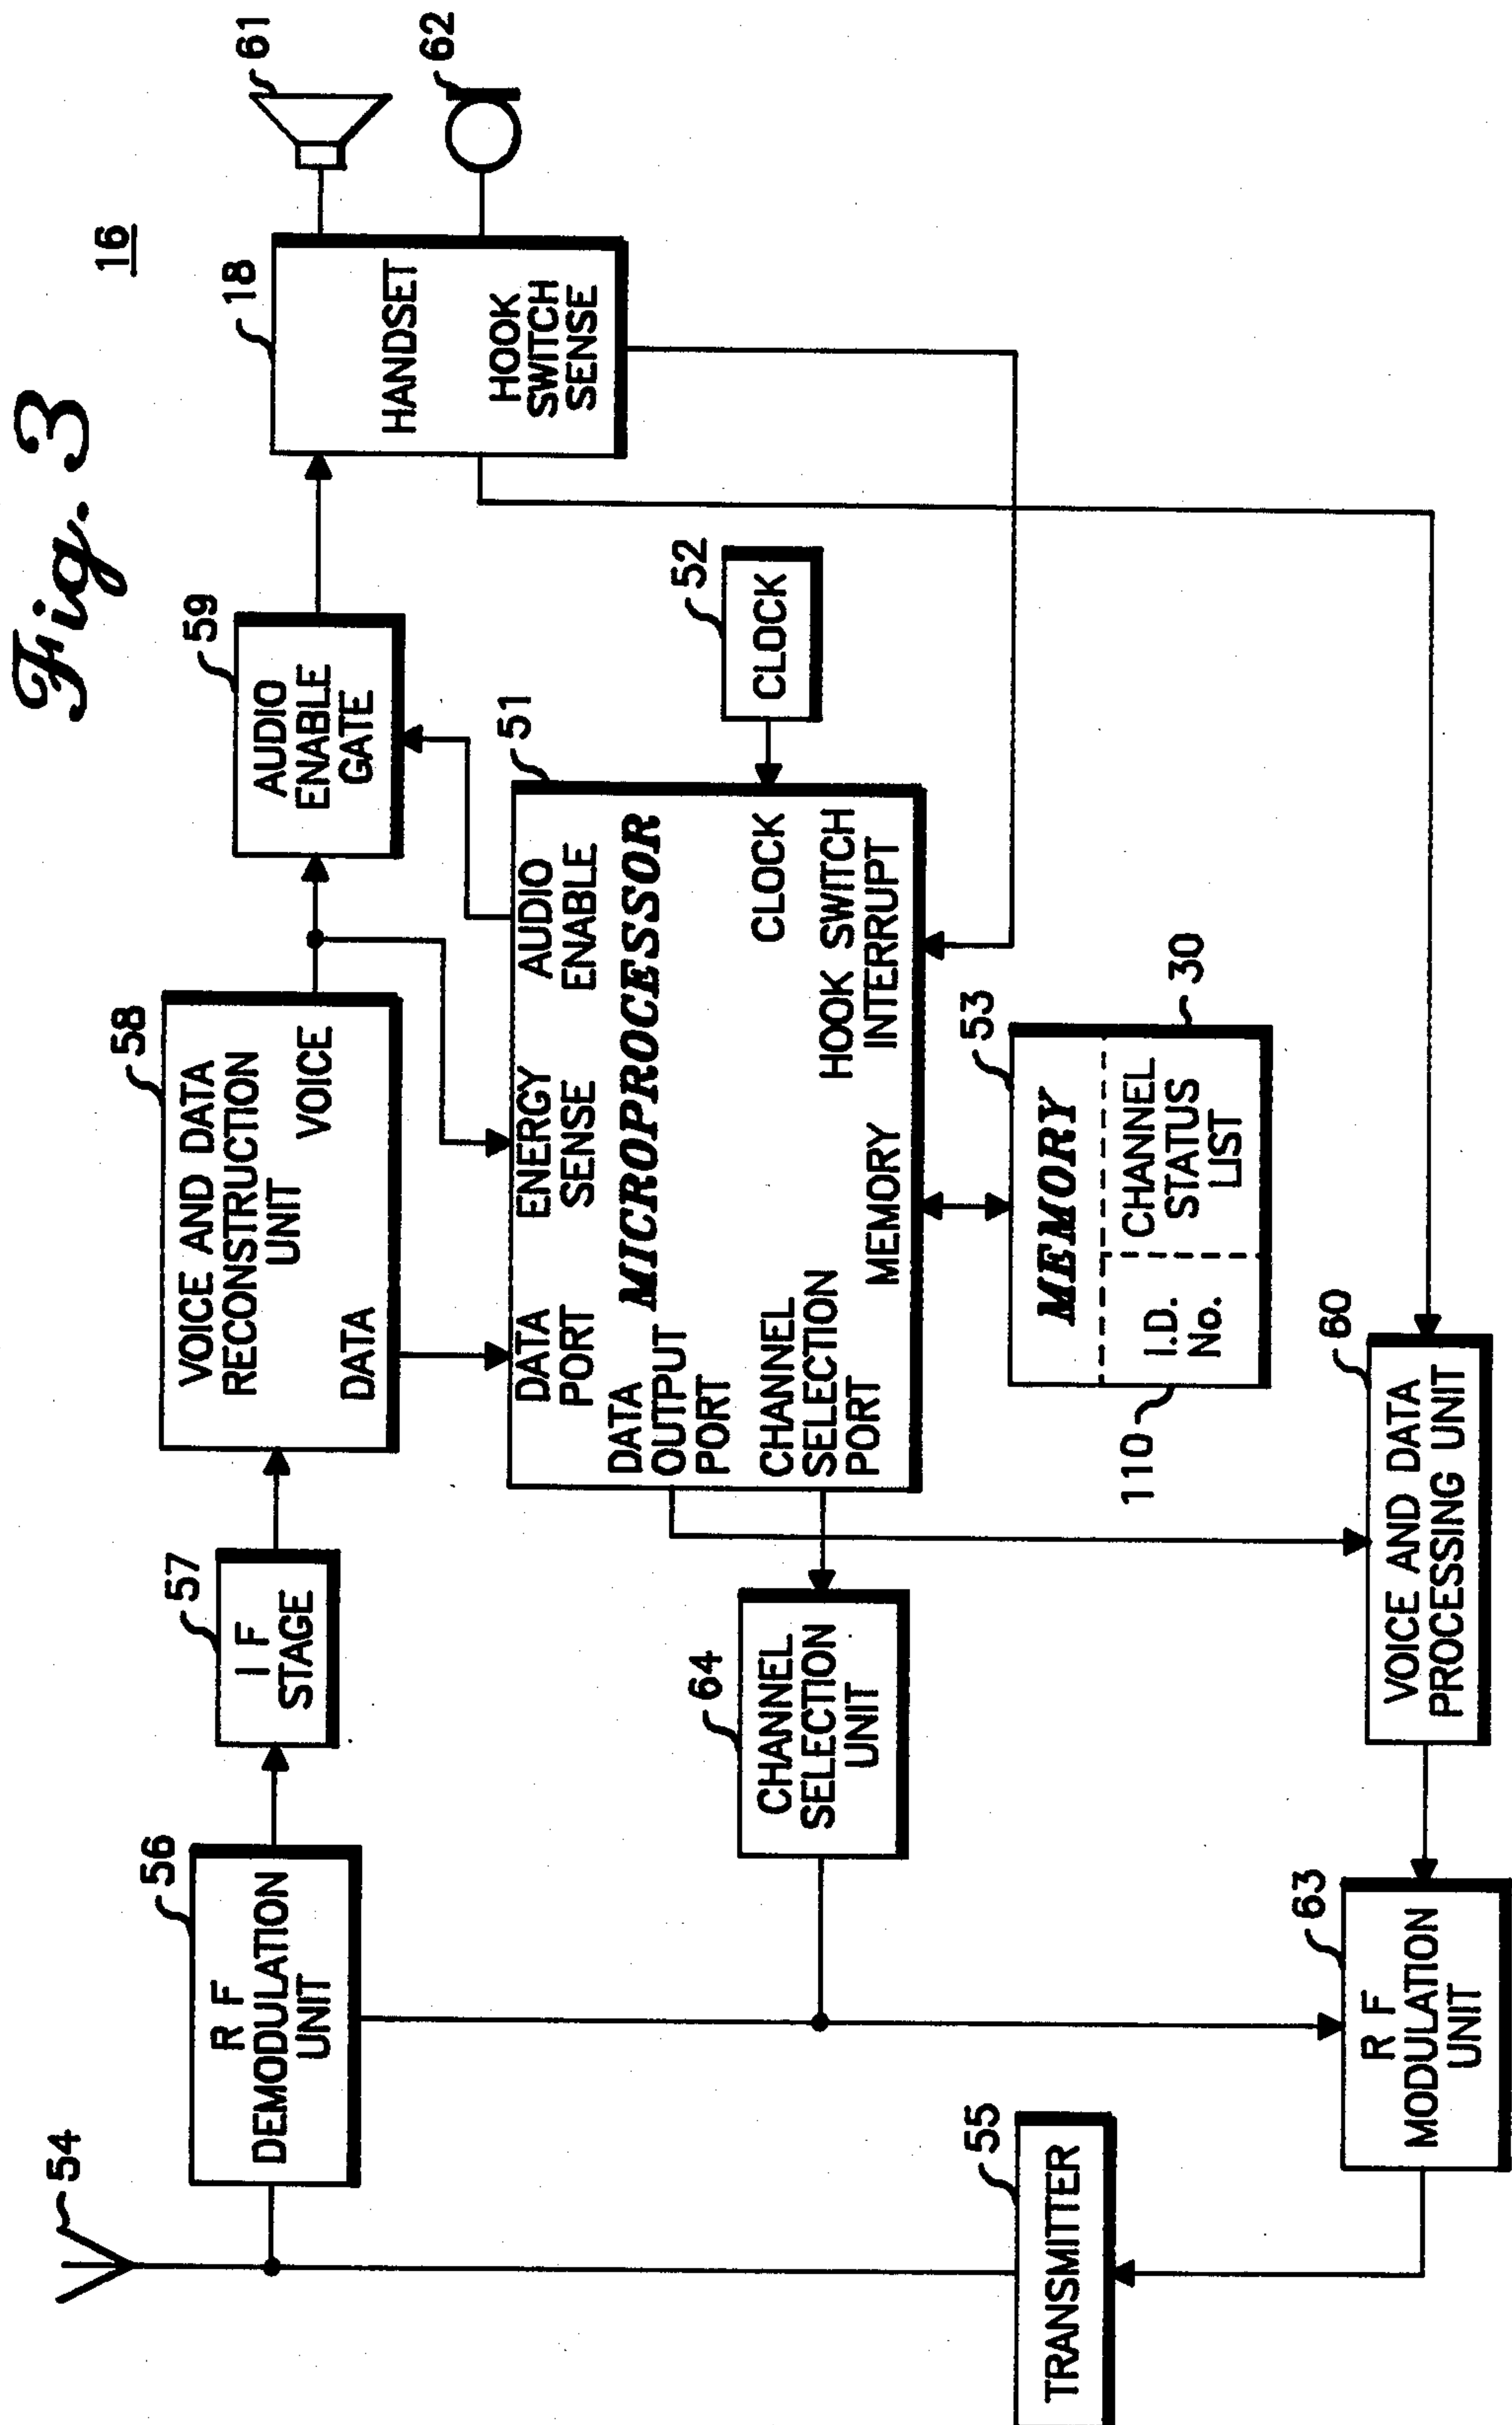 Fig. 3
16
54
56
R F
DEMODULATION
UNIT
57
I F
STAGE
58
VOICE AND DATA
RECONSTRUCTION
UNIT
VOICE
DATA
59
AUDIO
ENABLE
GATE
18
HANDSET
HOOK
SWITCH
SENSE
61
62
51
DATA
PORT
ENERGY
SENSE
AUDIO
ENABLE
MICROPROCESSOR
DATA
OUTPUT
PORT
CHANNEL
SELECTION
PORT
MEMORY
CLOCK
HOOK SWITCH
INTERRUPT
52
CLOCK
64
CHANNEL
SELECTION
UNIT
53
MEMORY
I.D.
No.
CHANNEL
STATUS
LIST
30
110
55
TRANSMITTER
63
R F
MODULATION
UNIT
60
VOICE AND DATA
PROCESSING UNIT